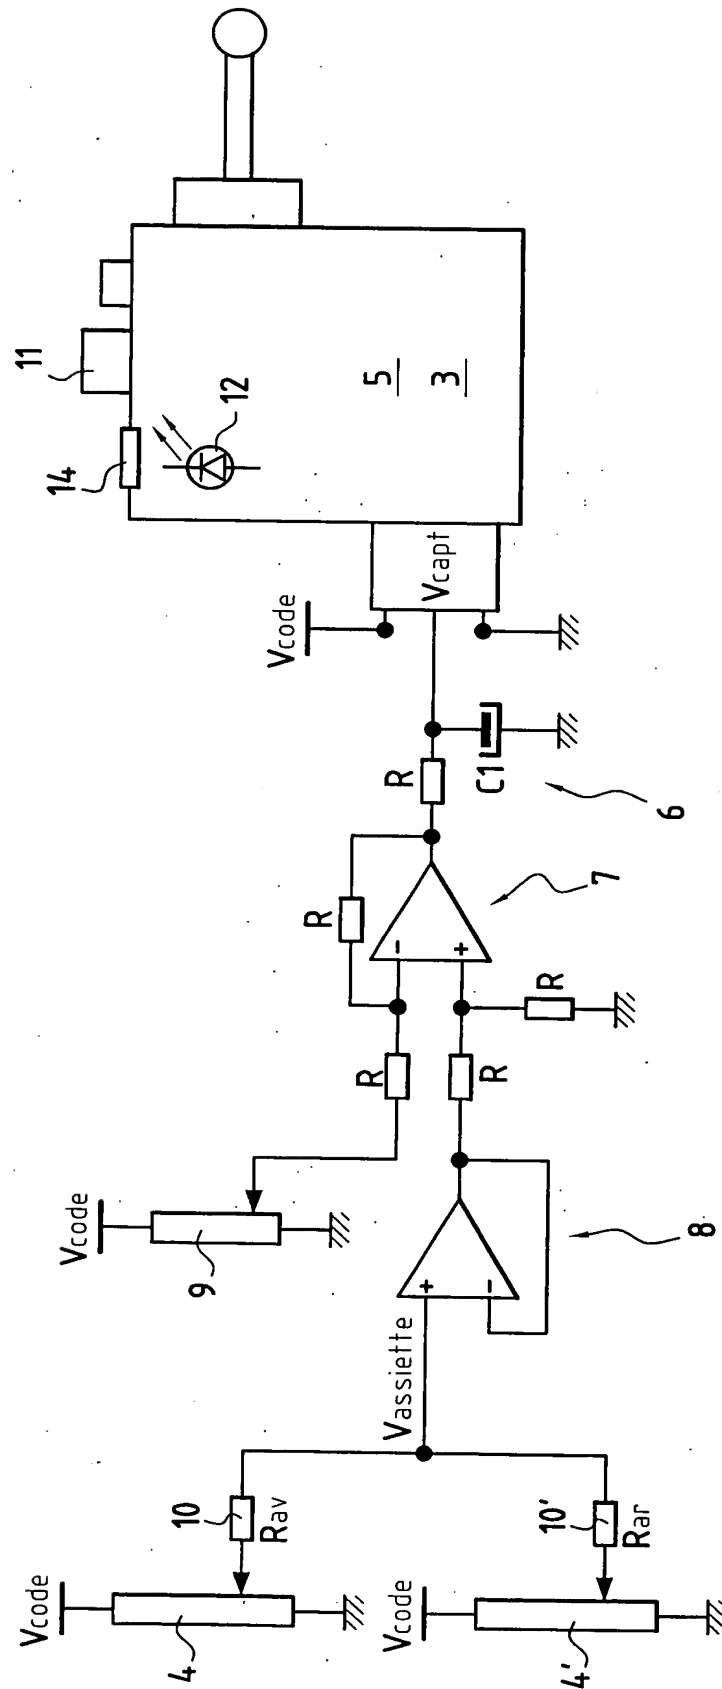 11
14
12
5
3
Vcode
Vcapt
R
C1
6
R
7
R
R
R
Vcode
9
8
Vassiette
10
Rav
10'
Rar
Vcode
4
Vcode
4'
+
-
-
+